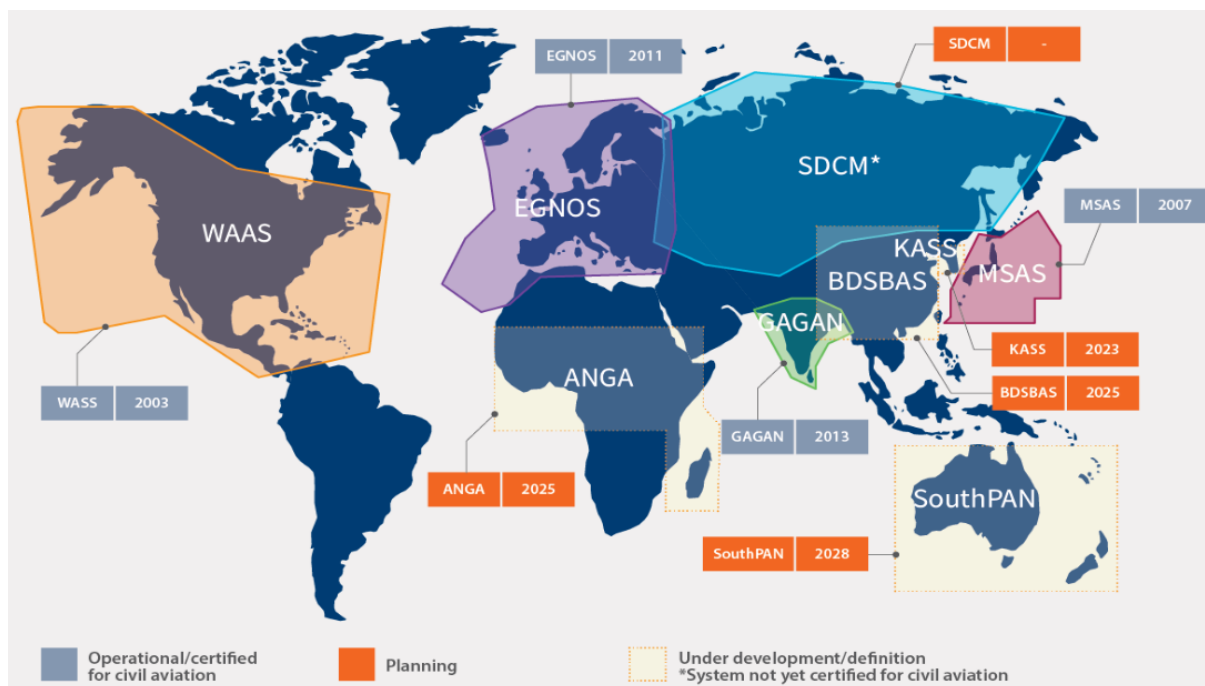 SDCM -
EGNOS 2011
SDCM*
MSAS 2007
WAAS
EGNOS
KASS
BDSBAS
MSAS
GAGAN
KASS 2023
ANGA
BDSBAS 2025
WASS 2003
GAGAN 2013
ANGA 2025
SouthPAN
SouthPAN 2028
Operational/certified
for civil aviation
Planning
Under development/definition
*System not yet certified for civil aviation